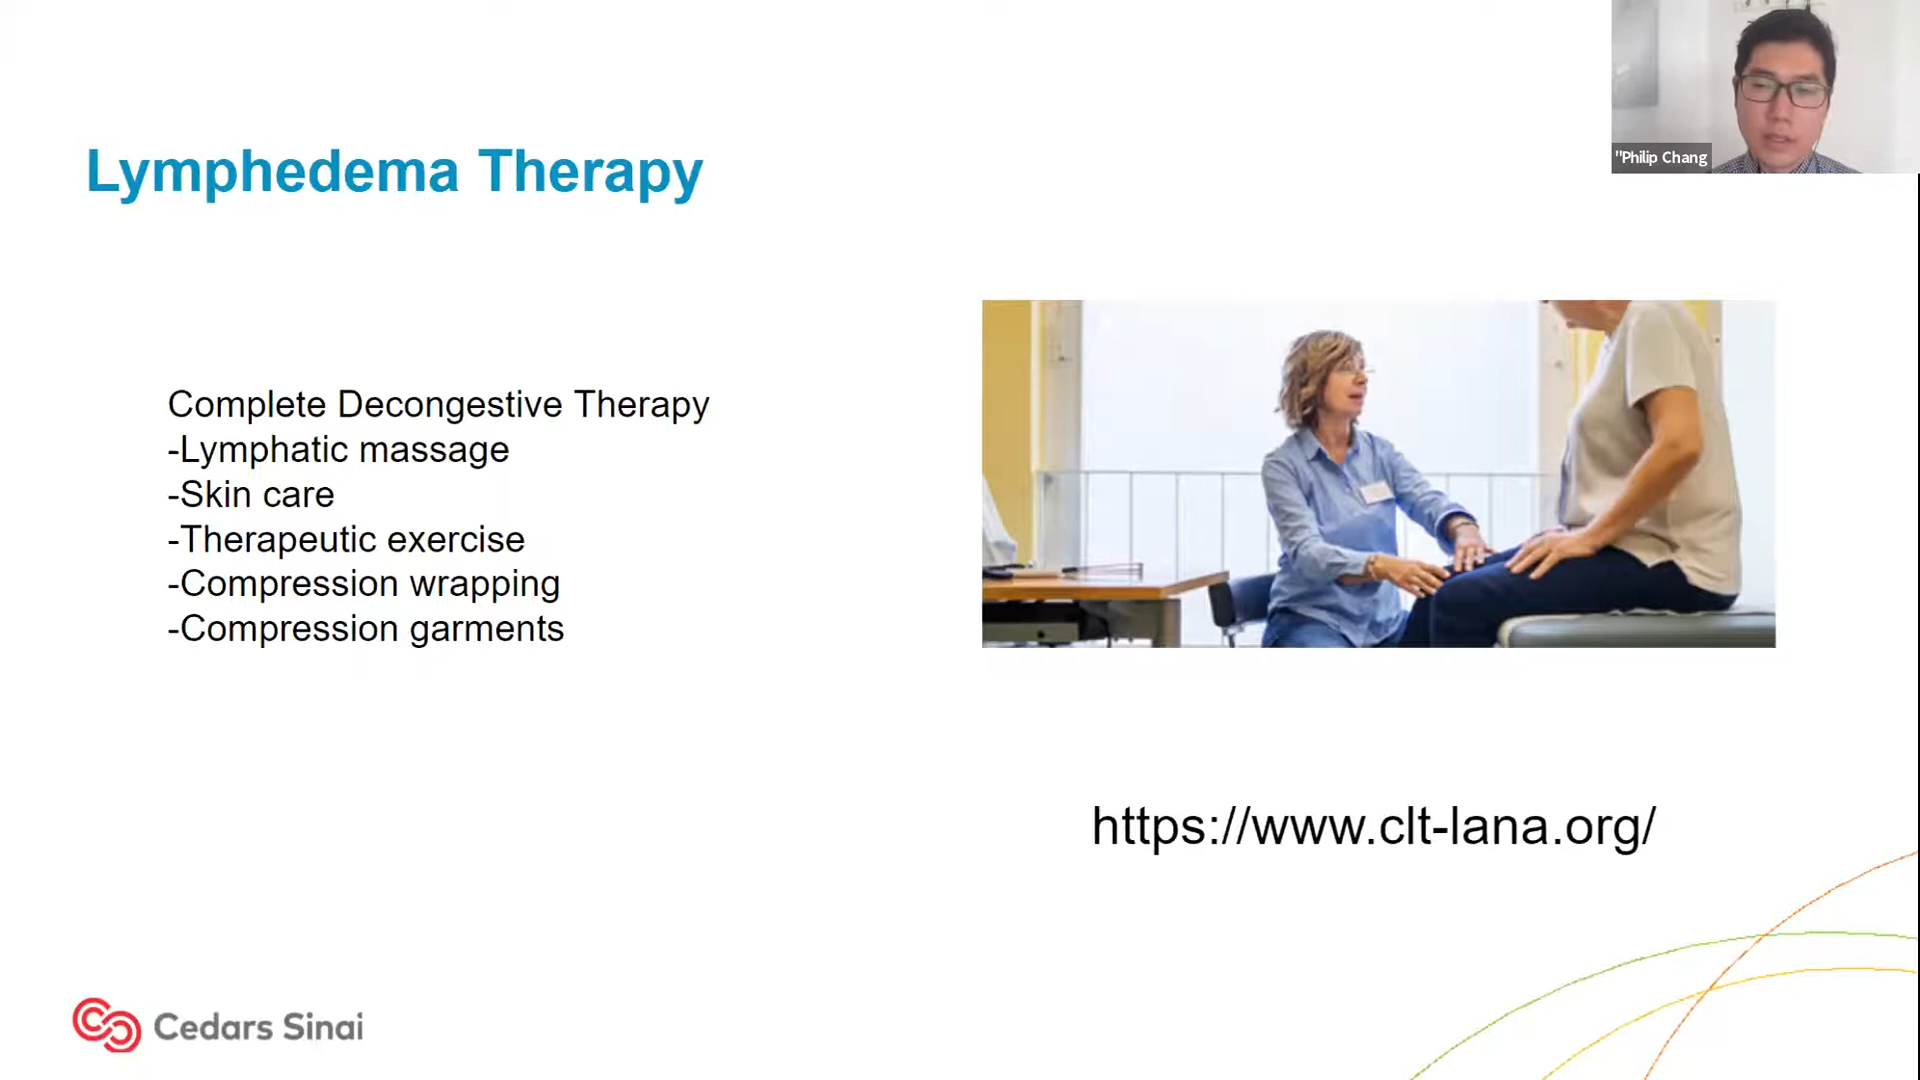 "Philip Chang
Lymphedema Therapy
Complete Decongestive Therapy
-Lymphatic massage
-Skin care
-Therapeutic exercise
-Compression wrapping
-Compression garments
https://www.clt-lana.org/
Cedars Sinai